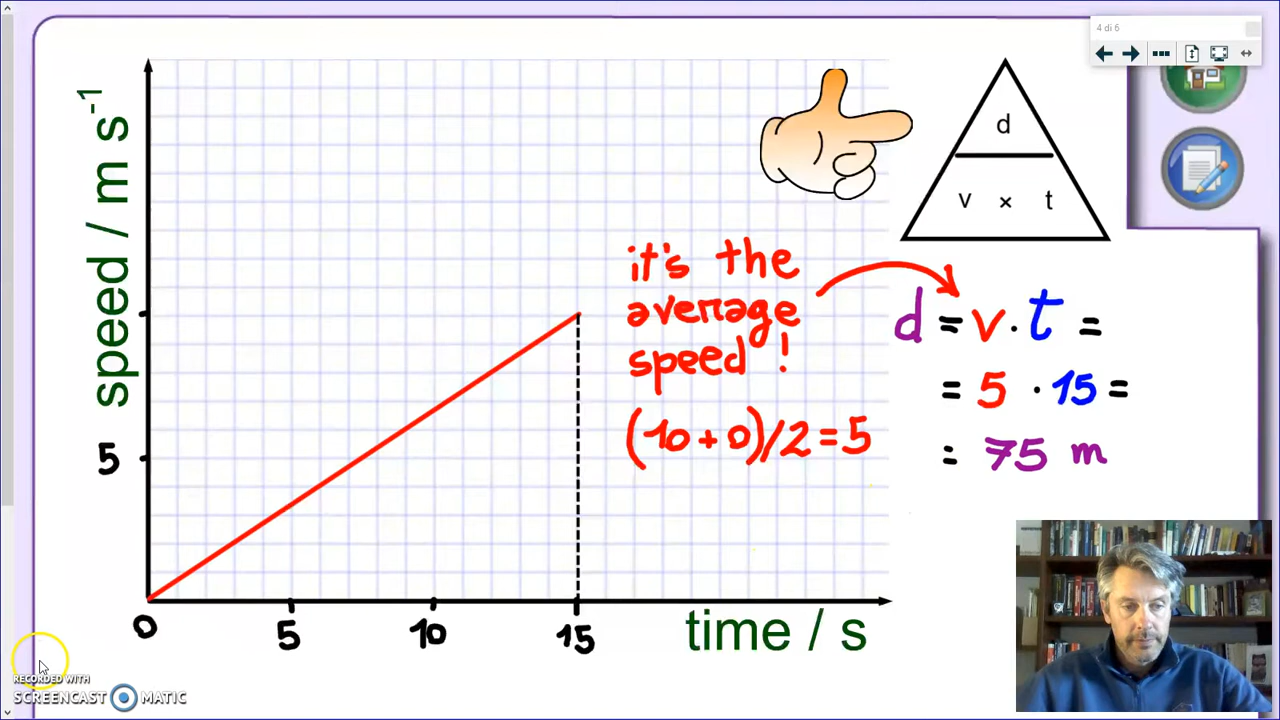 4 di 6
speed / m s⁻¹
d
v × t
it's the
average
speed !
(10+0)/2=5
d = v · t =
= 5 · 15 =
= 75 m
5
0 5 10 15
time / s
RECORDED WITH
SCREENCAST MATIC